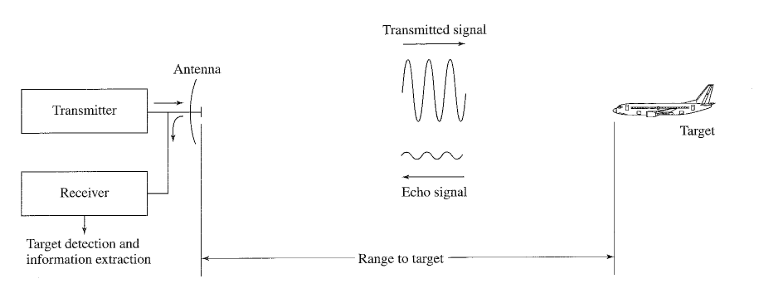 Transmitted signal
Antenna
Transmitter
Target
Receiver
Echo signal
Target detection and
information extraction
Range to target